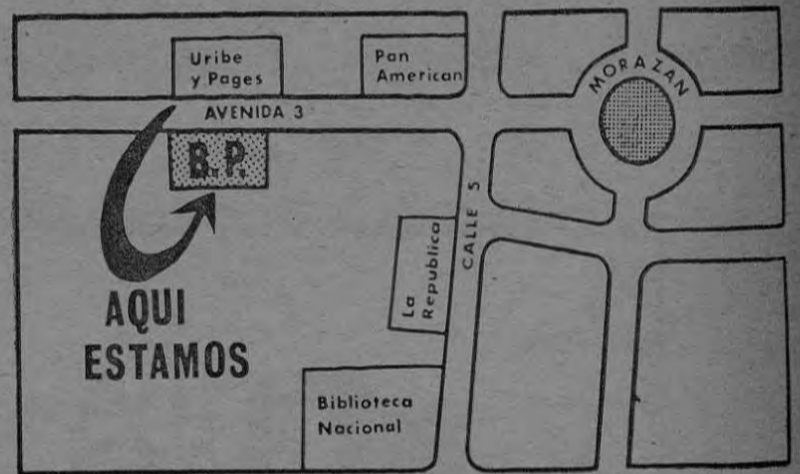 Uribe
y Pages
Pan
American
MORAZAN
AVENIDA 3
B.P.
CALLE 5
La
Republica
AQUI
ESTAMOS
Biblioteca
Nacional